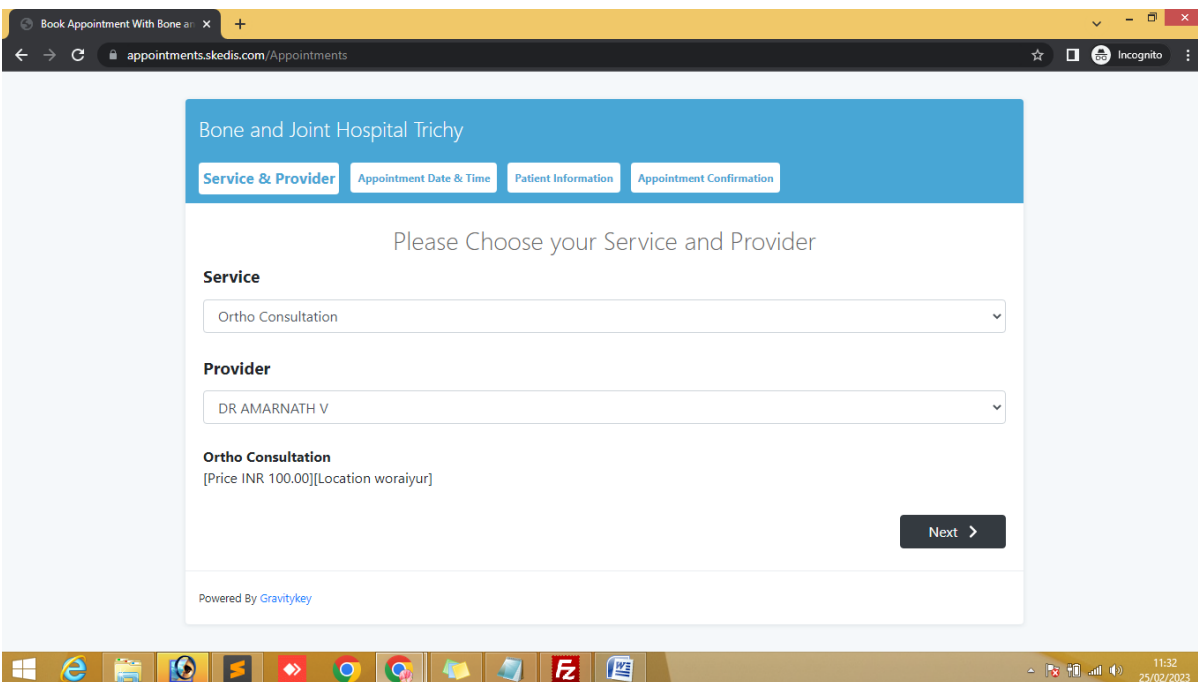 Book Appointment With Bone an
appointments.skedis.com/Appointments
Incognito
Bone and Joint Hospital Trichy
Service & Provider
Appointment Date & Time
Patient Information
Appointment Confirmation
Please Choose your Service and Provider
Service
Ortho Consultation
Provider
DR AMARNATH V
Ortho Consultation
[Price INR 100.00][Location woraiyur]
Next
Powered By Gravitykey
11:32
25/02/2023